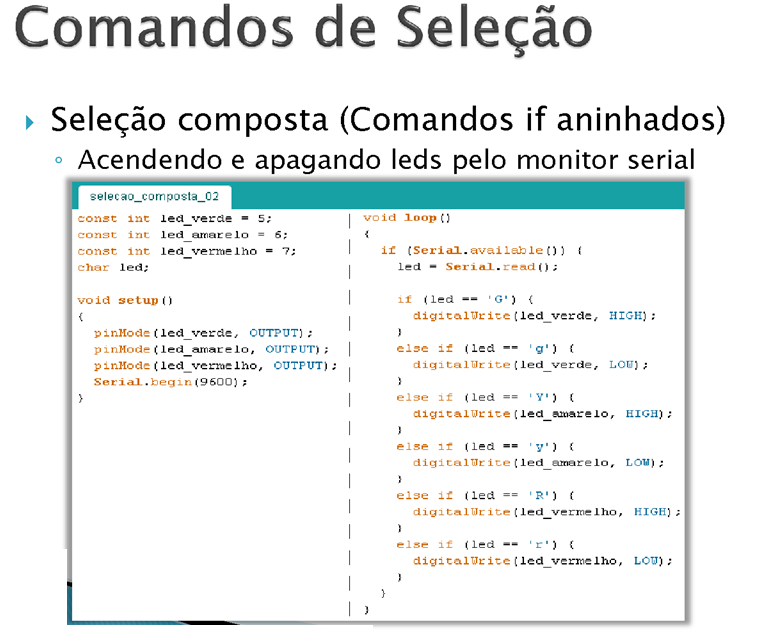 Comandos de Seleção
Seleção composta (Comandos if aninhados)
Acendendo e apagando leds pelo monitor serial
selecao_composta_02
const int led_verde = 5;
const int led_amarelo = 6;
const int led_vermelho = 7;
char led;
void setup()
{
pinMode(led_verde, OUTPUT);
pinMode(led_amarelo, OUTPUT);
pinMode(led_vermelho, OUTPUT);
Serial.begin(9600);
}
void loop()
{
if (Serial.available()) {
led = Serial.read();
if (led == 'G') {
digitalWrite(led_verde, HIGH);
}
else if (led == 'g') {
digitalWrite(led_verde, LOW);
}
else if (led == 'Y') {
digitalWrite(led_amarelo, HIGH);
}
else if (led == 'y') {
digitalWrite(led_amarelo, LOW);
}
else if (led == 'R') {
digitalWrite(led_vermelho, HIGH);
}
else if (led == 'r') {
digitalWrite(led_vermelho, LOW);
}
}
}